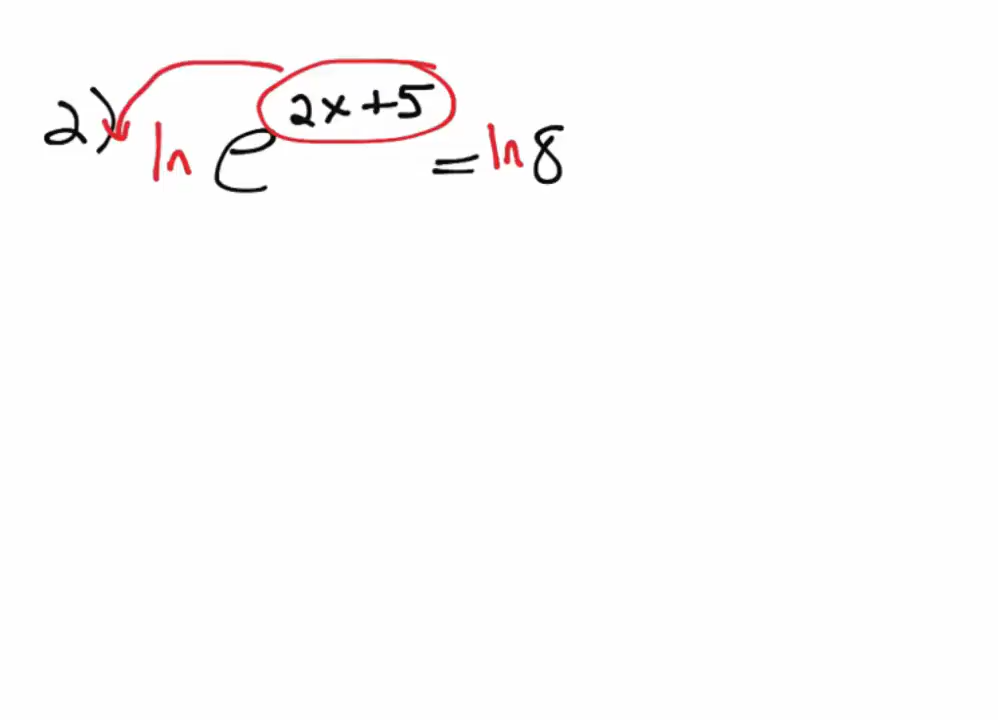 2) ln e^{2x+5} = ln 8